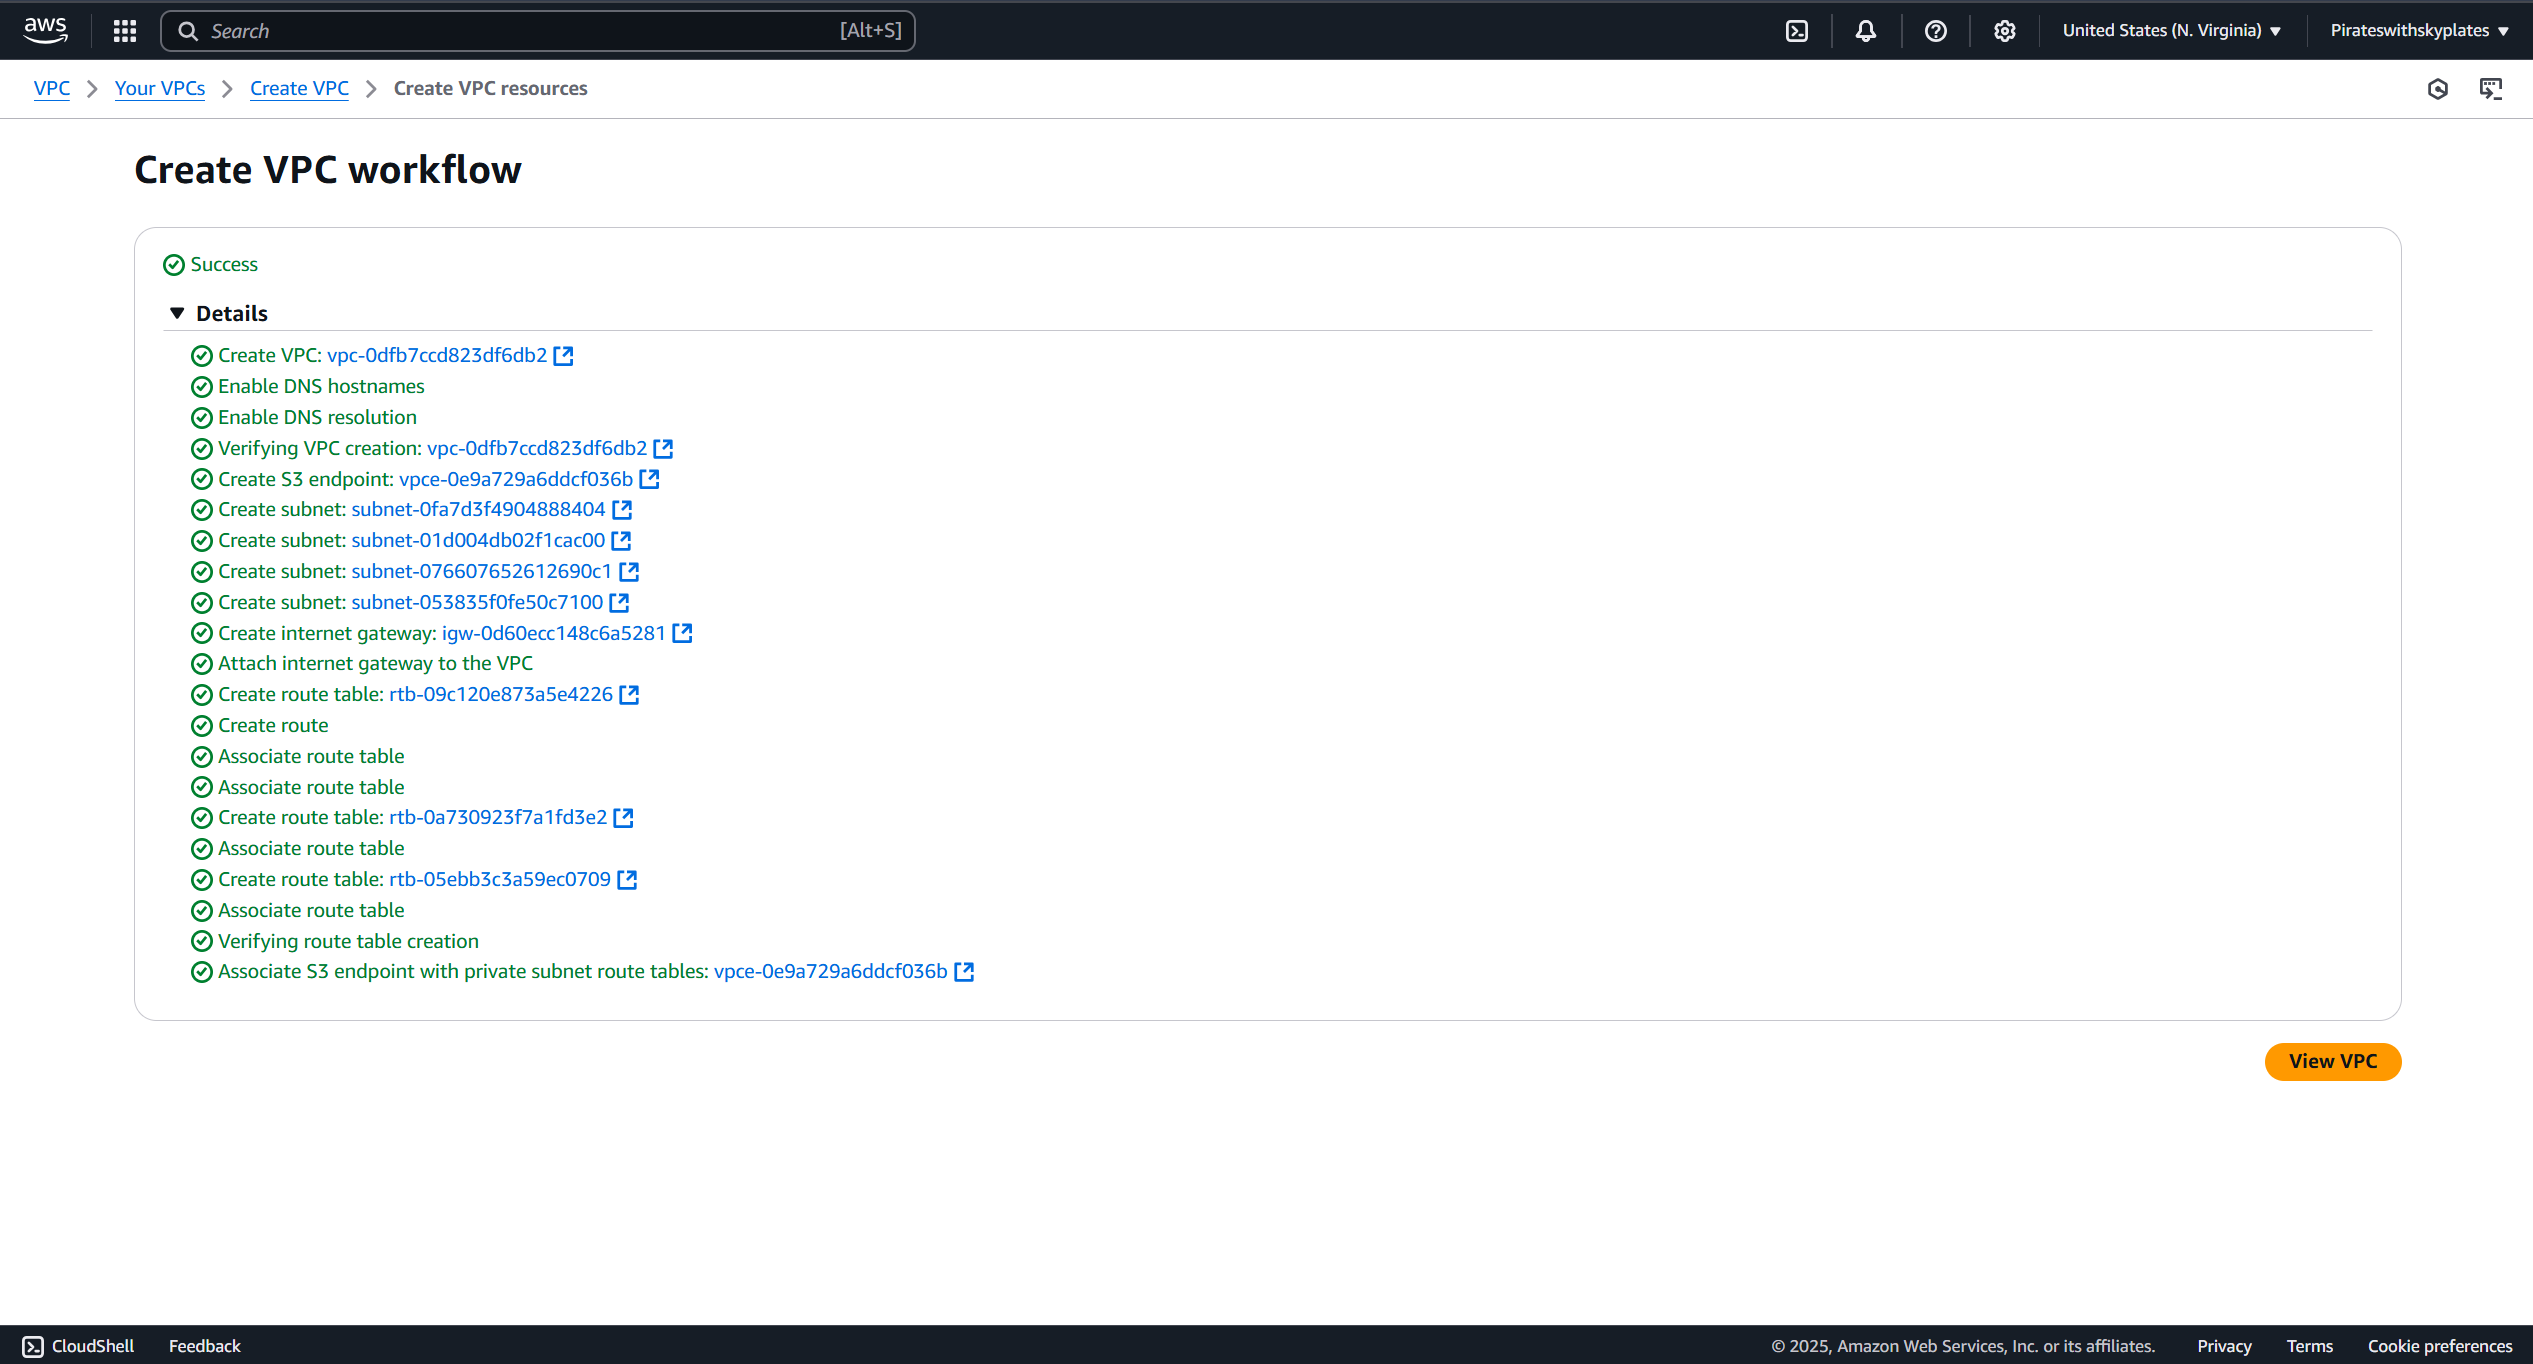 aws
Search [Alt+S] United States (N. Virginia) Pirateswithskyplates
VPC Your VPCs Create VPC Create VPC resources
Create VPC workflow
Success
Details
Create VPC: vpc-0dfb7ccd823df6db2
Enable DNS hostnames
Enable DNS resolution
Verifying VPC creation: vpc-0dfb7ccd823df6db2
Create S3 endpoint: vpce-0e9a729a6ddcf036b
Create subnet: subnet-0fa7d3f4904888404
Create subnet: subnet-01d004db02f1cac00
Create subnet: subnet-076607652612690c1
Create subnet: subnet-053835f0fe50c7100
Create internet gateway: igw-0d60ecc148c6a5281
Attach internet gateway to the VPC
Create route table: rtb-09c120e873a5e4226
Create route
Associate route table
Associate route table
Create route table: rtb-0a730923f7a1fd3e2
Associate route table
Create route table: rtb-05ebb3c3a59ec0709
Associate route table
Verifying route table creation
Associate S3 endpoint with private subnet route tables: vpce-0e9a729a6ddcf036b
View VPC
CloudShell Feedback © 2025, Amazon Web Services, Inc. or its affiliates. Privacy Terms Cookie preferences